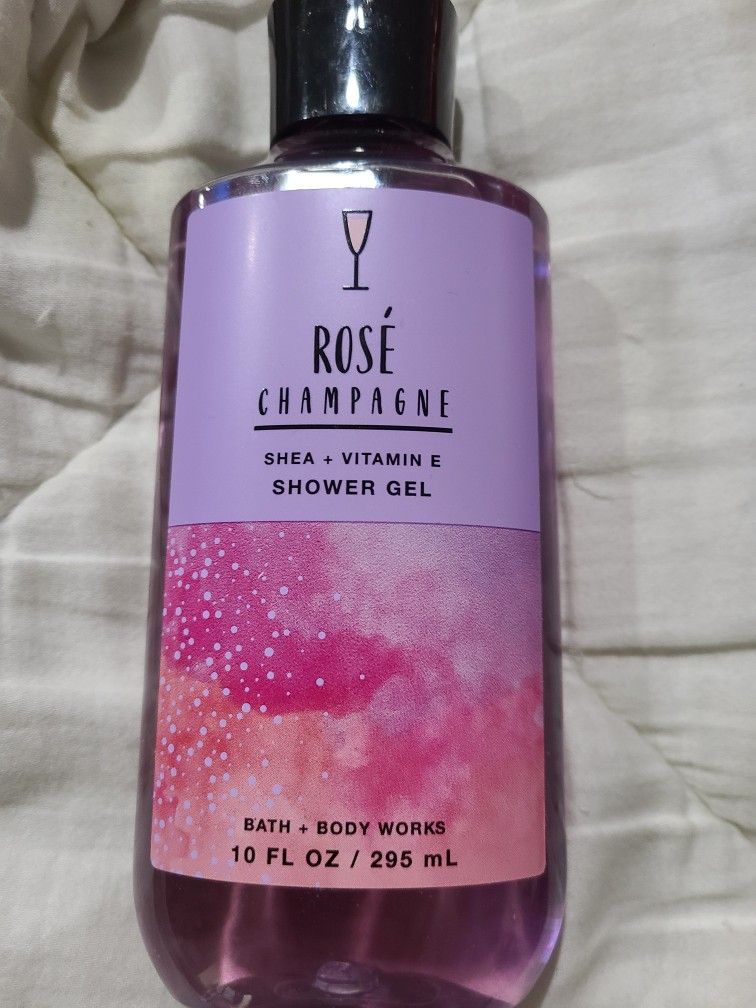 ROSÉ
CHAMPAGNE
SHEA + VITAMIN E
SHOWER GEL
BATH + BODY WORKS
10 FL OZ / 295 mL